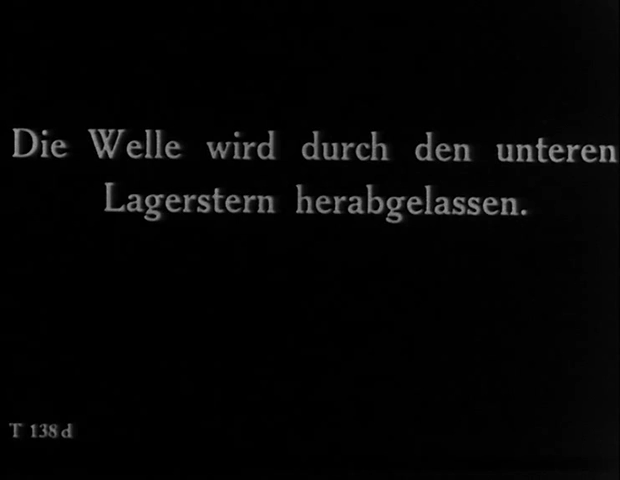 Die Welle wird durch den unteren
Lagerstern herabgelassen.
T 138 d